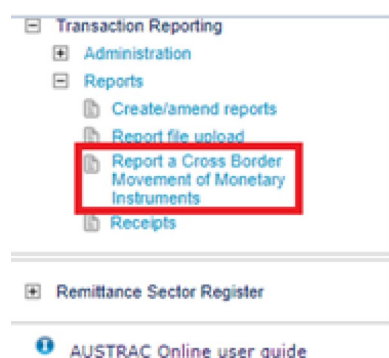 Transaction Reporting
Administration
Reports
Create/amend reports
Report file upload
Report a Cross Border
Movement of Monetary
Instruments
Receipts
Remittance Sector Register
AUSTRAC Online user guide